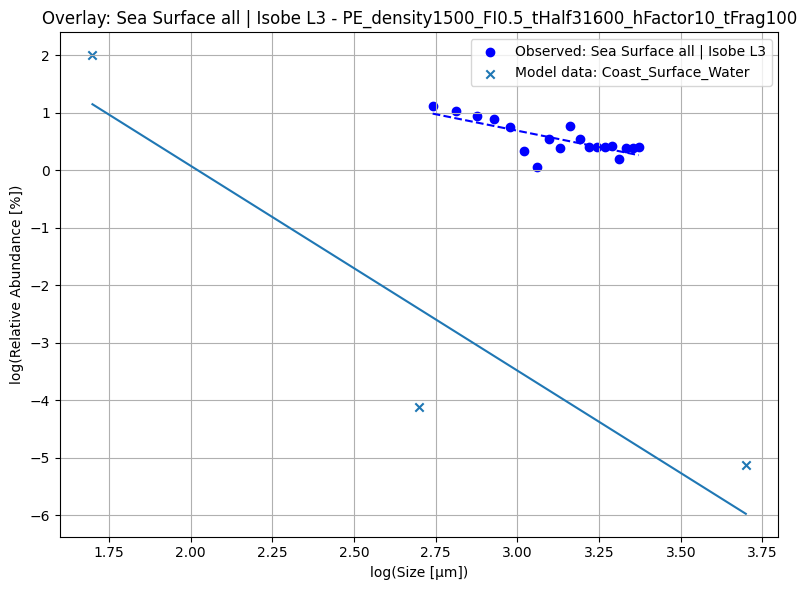 Overlay: Sea Surface all | Isobe L3 - PE_density1500_FI0.5_tHalf31600_hFactor10_tFrag100
Observed: Sea Surface all | Isobe L3
Model data: Coast_Surface_Water
2
1
0
−1
−2
−3
−4
−5
−6
log(Relative Abundance [%])
1.75 2.00 2.25 2.50 2.75 3.00 3.25 3.50 3.75
log(Size [µm])